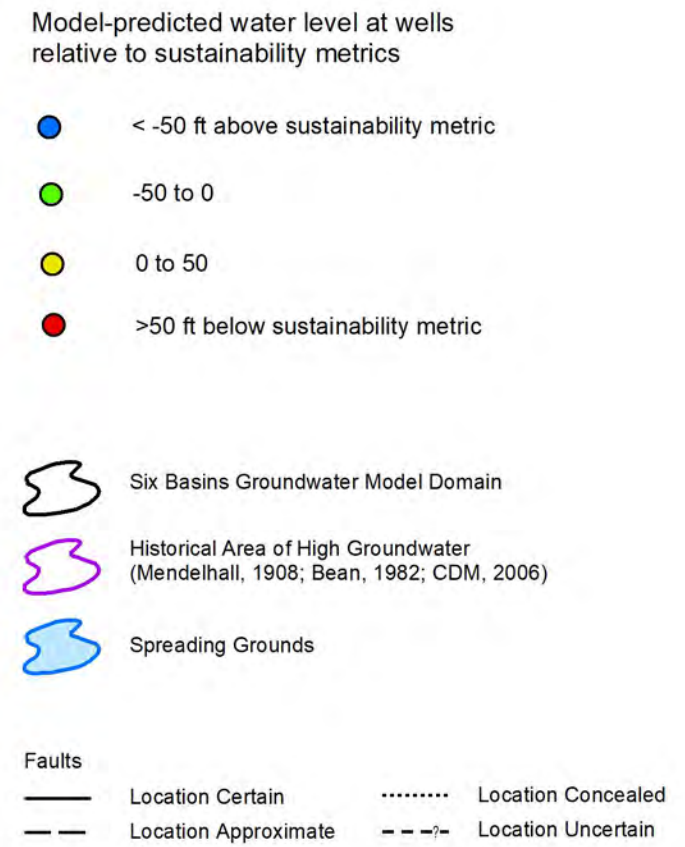 Model-predicted water level at wells
relative to sustainability metrics
< -50 ft above sustainability metric
-50 to 0
0 to 50
>50 ft below sustainability metric
Six Basins Groundwater Model Domain
Historical Area of High Groundwater
(Mendelhall, 1908; Bean, 1982; CDM, 2006)
Spreading Grounds
Faults
Location Certain
Location Concealed
Location Approximate
?
Location Uncertain